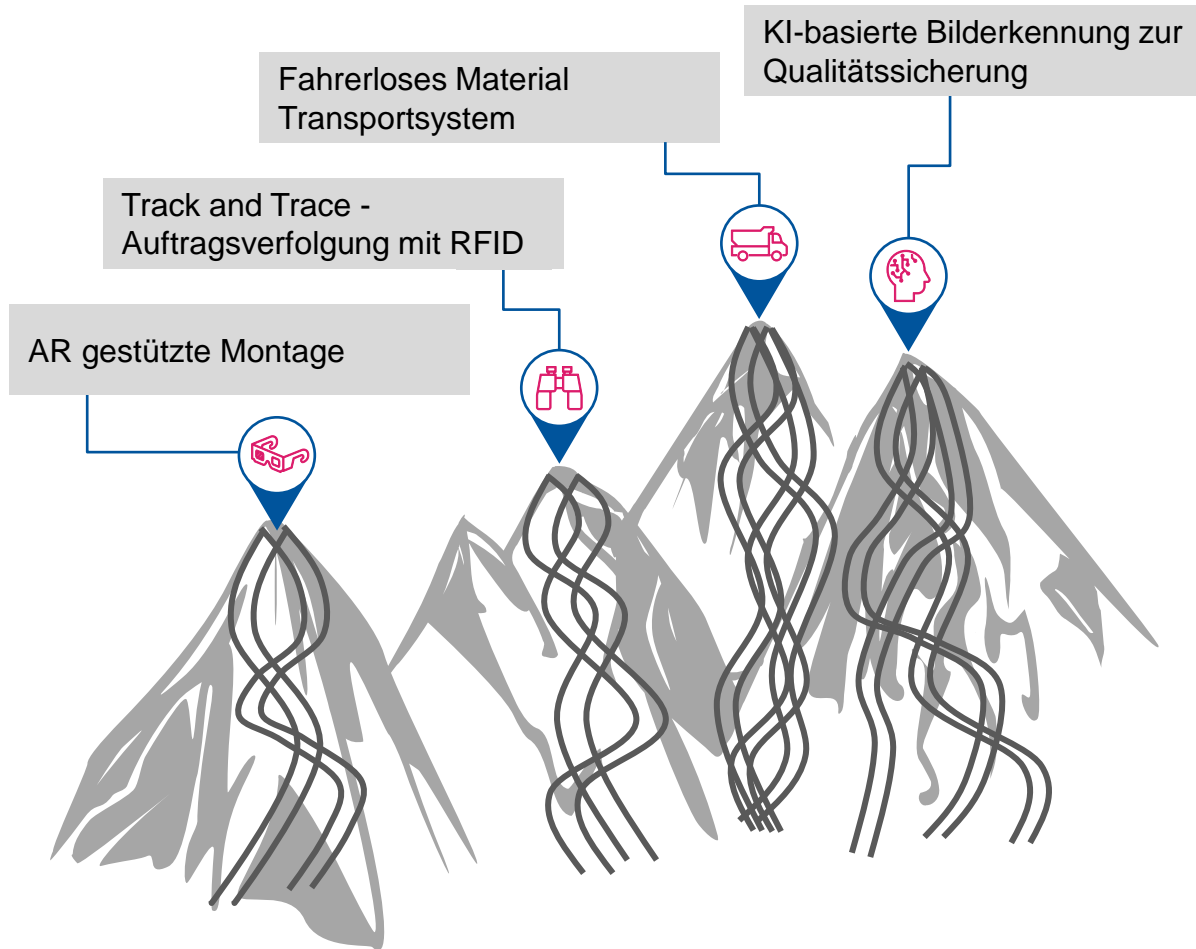 KI-basierte Bilderkennung zur
Qualitätssicherung
Fahrerloses Material
Transportsystem
Track and Trace -
Auftragsverfolgung mit RFID
AR gestützte Montage